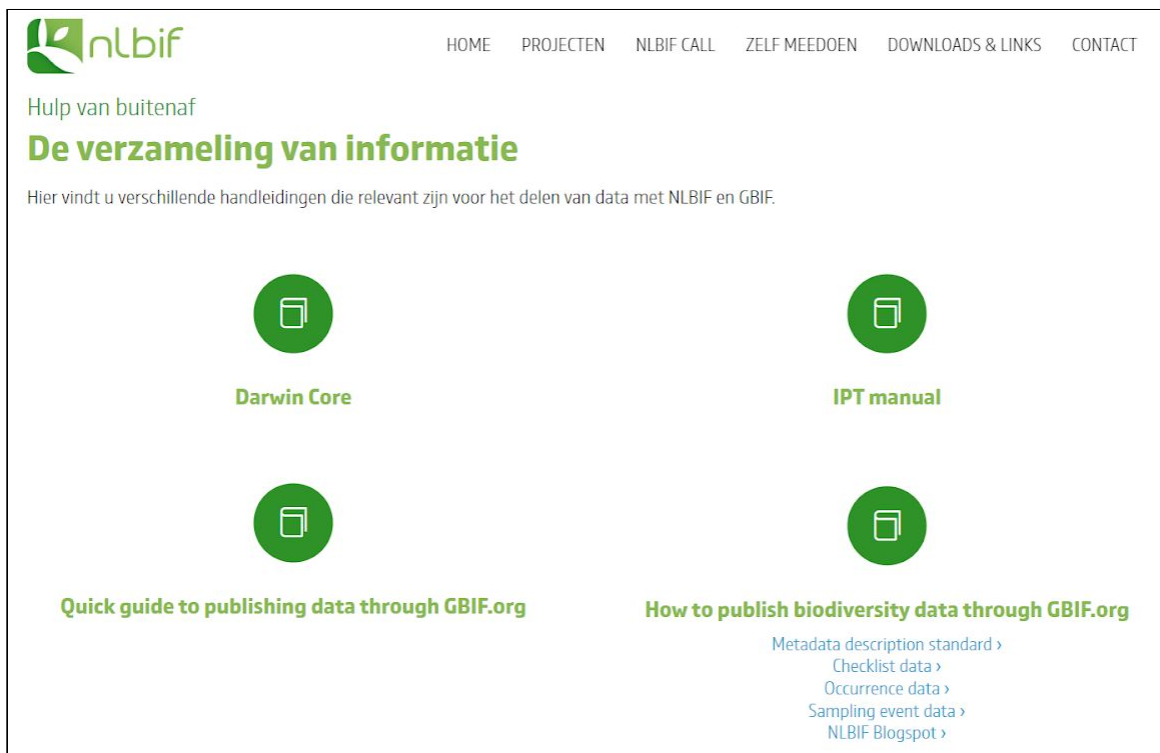 nlbif
HOME PROJECTEN NLBIF CALL ZELF MEEDOEN DOWNLOADS & LINKS CONTACT
Hulp van buitenaf
De verzameling van informatie
Hier vindt u verschillende handleidingen die relevant zijn voor het delen van data met NLBIF en GBIF.
Darwin Core
IPT manual
Quick guide to publishing data through GBIF.org
How to publish biodiversity data through GBIF.org
Metadata description standard ›
Checklist data ›
Occurrence data ›
Sampling event data ›
NLBIF Blogspot ›